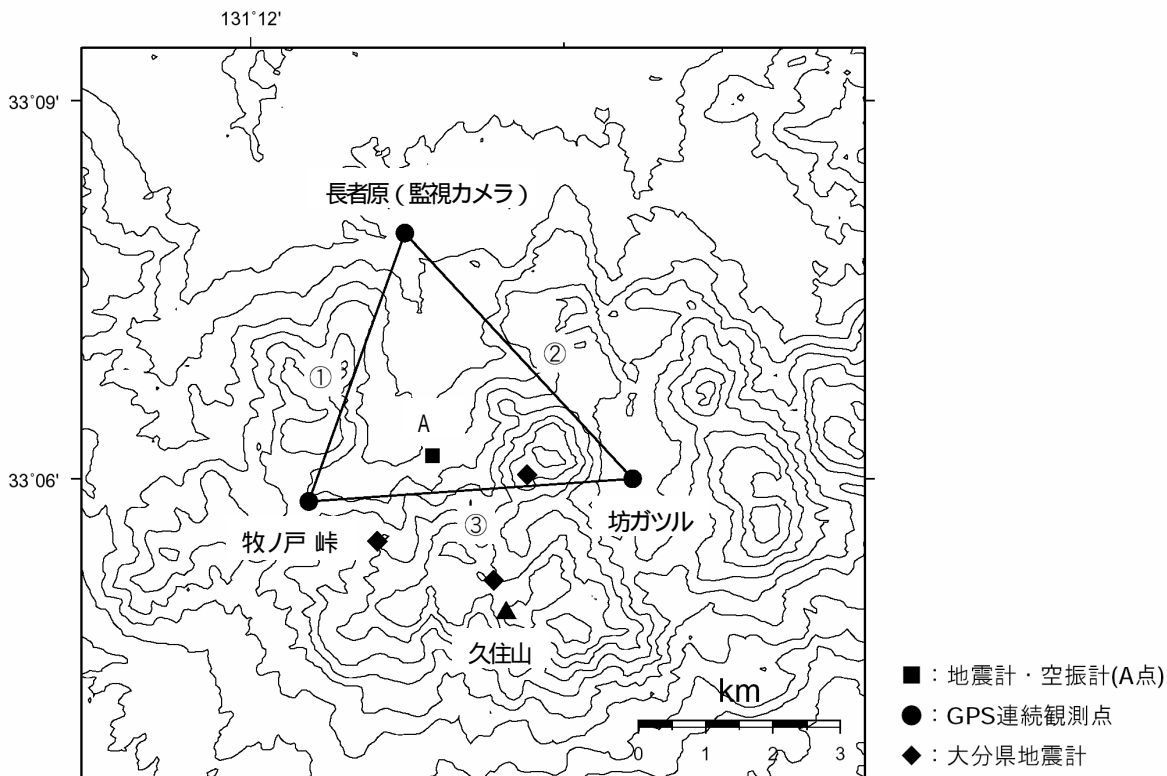 131°12'
33°09'
長者原（監視カメラ）
①
②
A
33°06'
③
坊ガツル
牧ノ戸 峠
久住山
km
0 1 2 3
■：地震計・空振計(A点)
●：GPS連続観測点
◆：大分県地震計